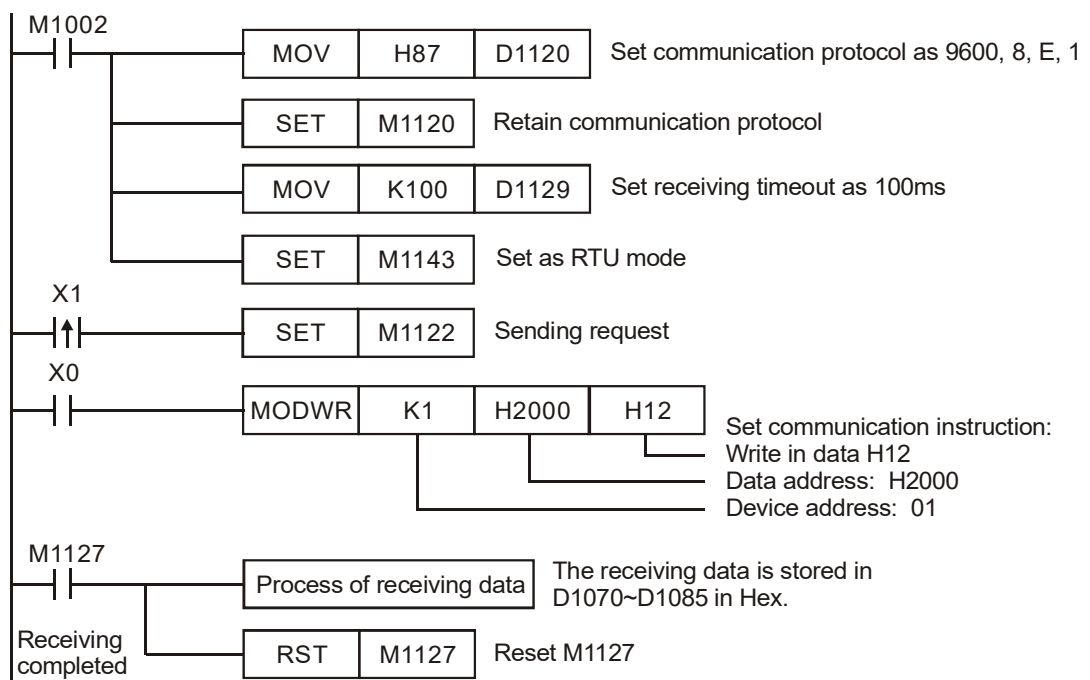 M1002
MOV H87 D1120 Set communication protocol as 9600, 8, E, 1
SET M1120 Retain communication protocol
MOV K100 D1129 Set receiving timeout as 100ms
SET M1143 Set as RTU mode
X1
SET M1122 Sending request
X0
MODWR K1 H2000 H12
Set communication instruction:
Write in data H12
Data address: H2000
Device address: 01
M1127
Process of receiving data
The receiving data is stored in
D1070~D1085 in Hex.
Receiving
completed
RST M1127 Reset M1127